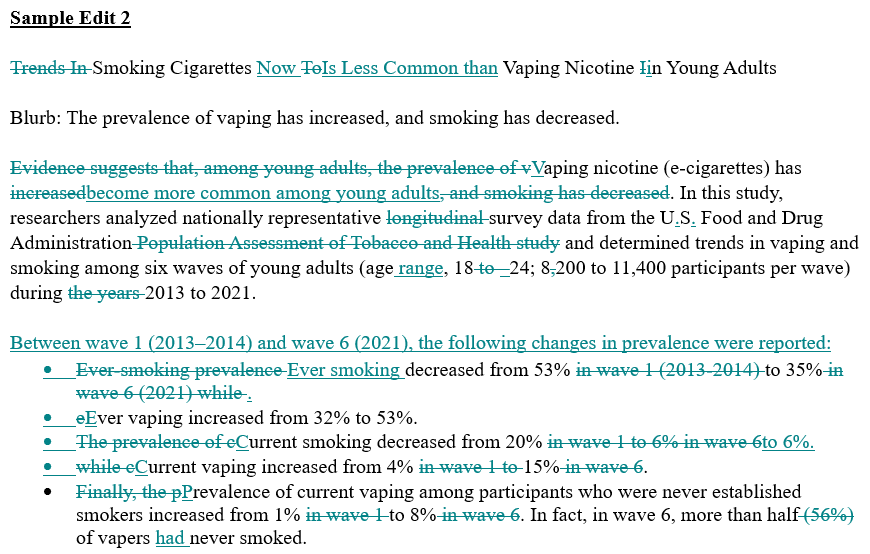 Sample Edit 2
Trends In Smoking Cigarettes Now ToIs Less Common than Vaping Nicotine Iin Young Adults
Blurb: The prevalence of vaping has increased, and smoking has decreased.
Evidence suggests that, among young adults, the prevalence of vVaping nicotine (e-cigarettes) has
increasedbecome more common among young adults, and smoking has decreased. In this study,
researchers analyzed nationally representative longitudinal survey data from the U.S. Food and Drug
Administration Population Assessment of Tobacco and Health study and determined trends in vaping and
smoking among six waves of young adults (age range, 18 to –24; 8,200 to 11,400 participants per wave)
during the years 2013 to 2021.
Between wave 1 (2013–2014) and wave 6 (2021), the following changes in prevalence were reported:
• Ever-smoking prevalence Ever smoking decreased from 53% in wave 1 (2013-2014) to 35% in
wave 6 (2021) while .
• eEver vaping increased from 32% to 53%.
• The prevalence of cCurrent smoking decreased from 20% in wave 1 to 6% in wave 6to 6%.
• while cCurrent vaping increased from 4% in wave 1 to 15% in wave 6.
• Finally, the pPrevalence of current vaping among participants who were never established
smokers increased from 1% in wave 1 to 8% in wave 6. In fact, in wave 6, more than half (56%)
of vapers had never smoked.